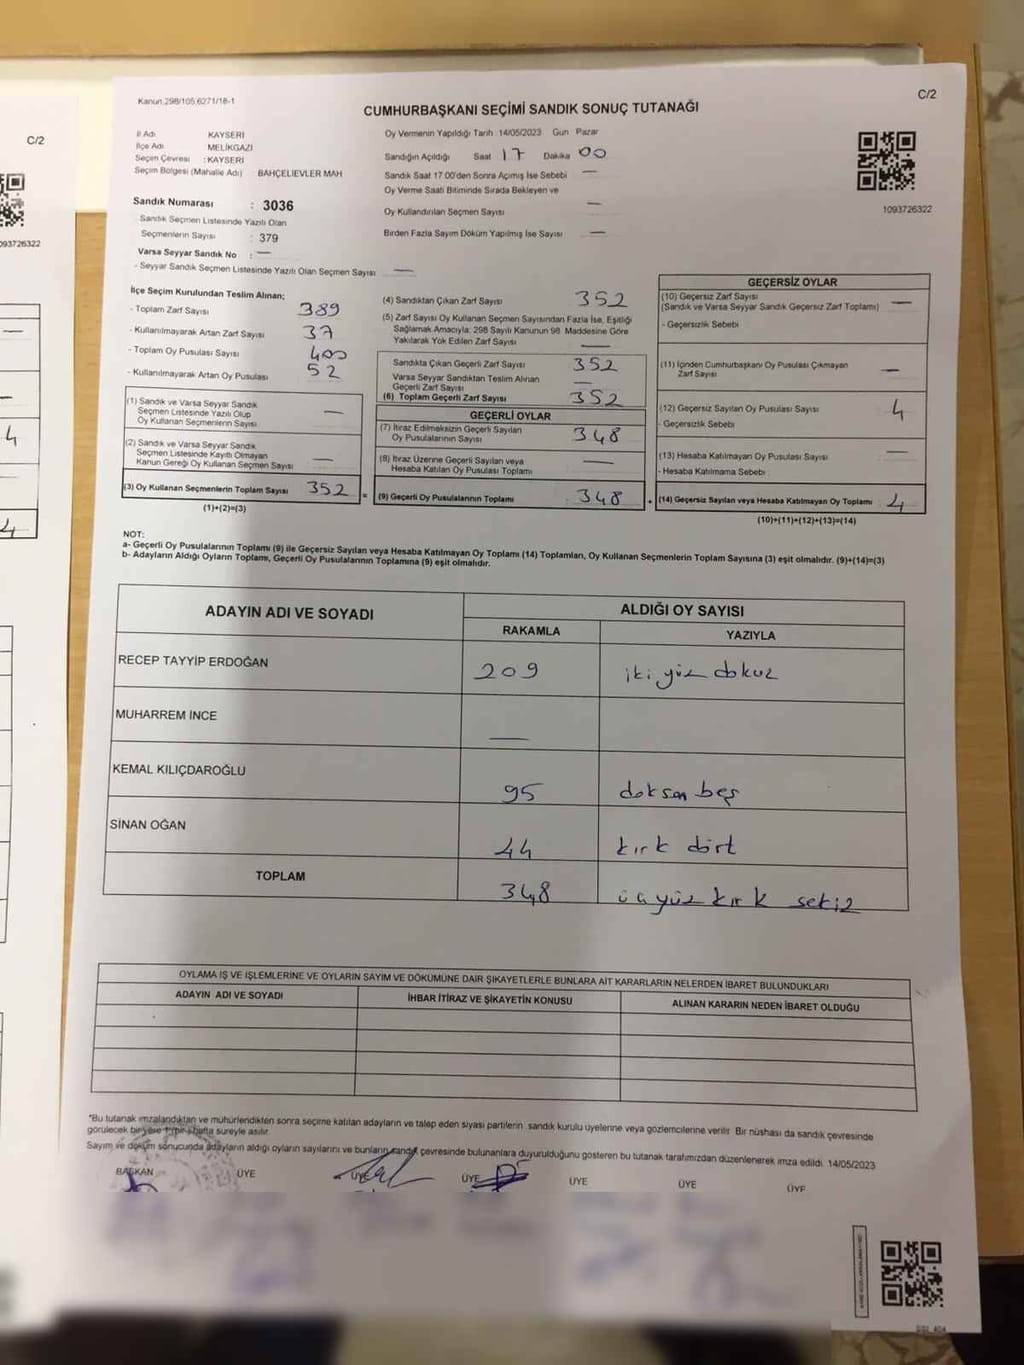 C/2
093726322
4
4
Kanun 298/105.6271/18-1
CUMHURBAŞKANI SEÇİMİ SANDIK SONUÇ TUTANAĞI
C/2
1093726322
İl Adı KAYSERİ
İlçe Adı MELİKGAZİ
Seçim Çevresi : KAYSERİ
Seçim Bölgesi (Mahalle Adı) BAHÇELİEVLER MAH
Sandık Numarası : 3036
Sandık Seçmen Listesinde Yazılı Olan
Seçmenlerin Sayısı : 379
Varsa Seyyar Sandık No : —
- Seyyar Sandık Seçmen Listesinde Yazılı Olan Seçmen Sayısı —
Oy Vermenin Yapıldığı Tarih :14/05/2023 Gün Pazar
Sandığın Açıldığı Saat 17 Dakika 00
Sandık Saat 17:00'den Sonra Açılmış İse Sebebi —
Oy Verme Saati Bitiminde Sırada Bekleyen ve
Oy Kullandırılan Seçmen Sayısı —
Birden Fazla Sayım Döküm Yapılmış İse Sayısı —
İlçe Seçim Kurulundan Teslim Alınan;
- Toplam Zarf Sayısı 389
- Kullanılmayarak Artan Zarf Sayısı 37
- Toplam Oy Pusulası Sayısı 400
- Kullanılmayarak Artan Oy Pusulası 52
(1) Sandık ve Varsa Seyyar Sandık
Seçmen Listesinde Yazılı Olup
Oy Kullanan Seçmenlerin Sayısı —
(2) Sandık ve Varsa Seyyar Sandık
Seçmen Listesinde Kayıtlı Olmayan
Kanun Gereği Oy Kullanan Seçmen Sayısı —
(3) Oy Kullanan Seçmenlerin Toplam Sayısı 352 =
(1)+(2)=(3)
(4) Sandıktan Çıkan Zarf Sayısı 352
(5) Zarf Sayısı Oy Kullanan Seçmen Sayısından Fazla İse, Eşitliği
Sağlamak Amacıyla; 298 Sayılı Kanunun 98. Maddesine Göre
Yakılarak Yok Edilen Zarf Sayısı —
Sandıkta Çıkan Geçerli Zarf Sayısı 352
Varsa Seyyar Sandıktan Teslim Alınan
Geçerli Zarf Sayısı —
(6) Toplam Geçerli Zarf Sayısı 352
GEÇERLİ OYLAR
(7) İtiraz Edilmeksizin Geçerli Sayılan
Oy Pusulalarının Sayısı 348
(8) İtiraz Üzerine Geçerli Sayılan veya
Hesaba Katılan Oy Pusulası Toplamı —
(9) Geçerli Oy Pusulalarının Toplamı 348 +
GEÇERSİZ OYLAR
(10) Geçersiz Zarf Sayısı —
(Sandık ve Varsa Seyyar Sandık Geçersiz Zarf Toplamı)
- Geçersizlik Sebebi
(11) İçinden Cumhurbaşkanı Oy Pusulası Çıkmayan
Zarf Sayısı —
(12) Geçersiz Sayılan Oy Pusulası Sayısı 4
- Geçersizlik Sebebi
(13) Hesaba Katılmayan Oy Pusulası Sayısı —
- Hesaba Katılmama Sebebi
(14) Geçersiz Sayılan veya Hesaba Katılmayan Oy Toplamı 4
(10)+(11)+(12)+(13)=(14)
NOT:
a- Geçerli Oy Pusulalarının Toplamı (9) ile Geçersiz Sayılan veya Hesaba Katılmayan Oy Toplamı (14) Toplamları, Oy Kullanan Seçmenlerin Toplam Sayısına (3) eşit olmalıdır. (9)+(14)=(3)
b- Adayların Aldığı Oyların Toplamı, Geçerli Oy Pusulalarının Toplamına (9) eşit olmalıdır.
ADAYIN ADI VE SOYADI ALDIĞI OY SAYISI
RAKAMLA YAZIYLA
RECEP TAYYİP ERDOĞAN 209 iki yüz dokuz
MUHARREM İNCE —
KEMAL KILIÇDAROĞLU 95 doksan beş
SİNAN OĞAN 44 kırk dört
TOPLAM 348 üçyüz kırk sekiz
OYLAMA İŞ VE İŞLEMLERİNE VE OYLARIN SAYIM VE DÖKÜMÜNE DAİR ŞİKAYETLERLE BUNLARA AİT KARARLARIN NELERDEN İBARET BULUNDUKLARI
ADAYIN ADI VE SOYADI İHBAR İTİRAZ VE ŞİKAYETİN KONUSU ALINAN KARARIN NEDEN İBARET OLDUĞU
*Bu tutanak imzalandıktan ve mühürlendikten sonra seçime katılan adayların ve talep eden siyasi partilerin sandık kurulu üyelerine veya gözlemcilerine verilir. Bir nüshası da sandık çevresinde
görülecek bir yere 1 (bir) hafta süreyle asılır.
Sayım ve döküm sonucunda adayların aldığı oyların sayılarını ve bunların sandık çevresinde bulunanlara duyurulduğunu gösteren bu tutanak tarafımızdan düzenlenerek imza edildi. 14/05/2023
BAŞKAN ÜYE ÜYE ÜYE ÜYE ÜYE ÜYE